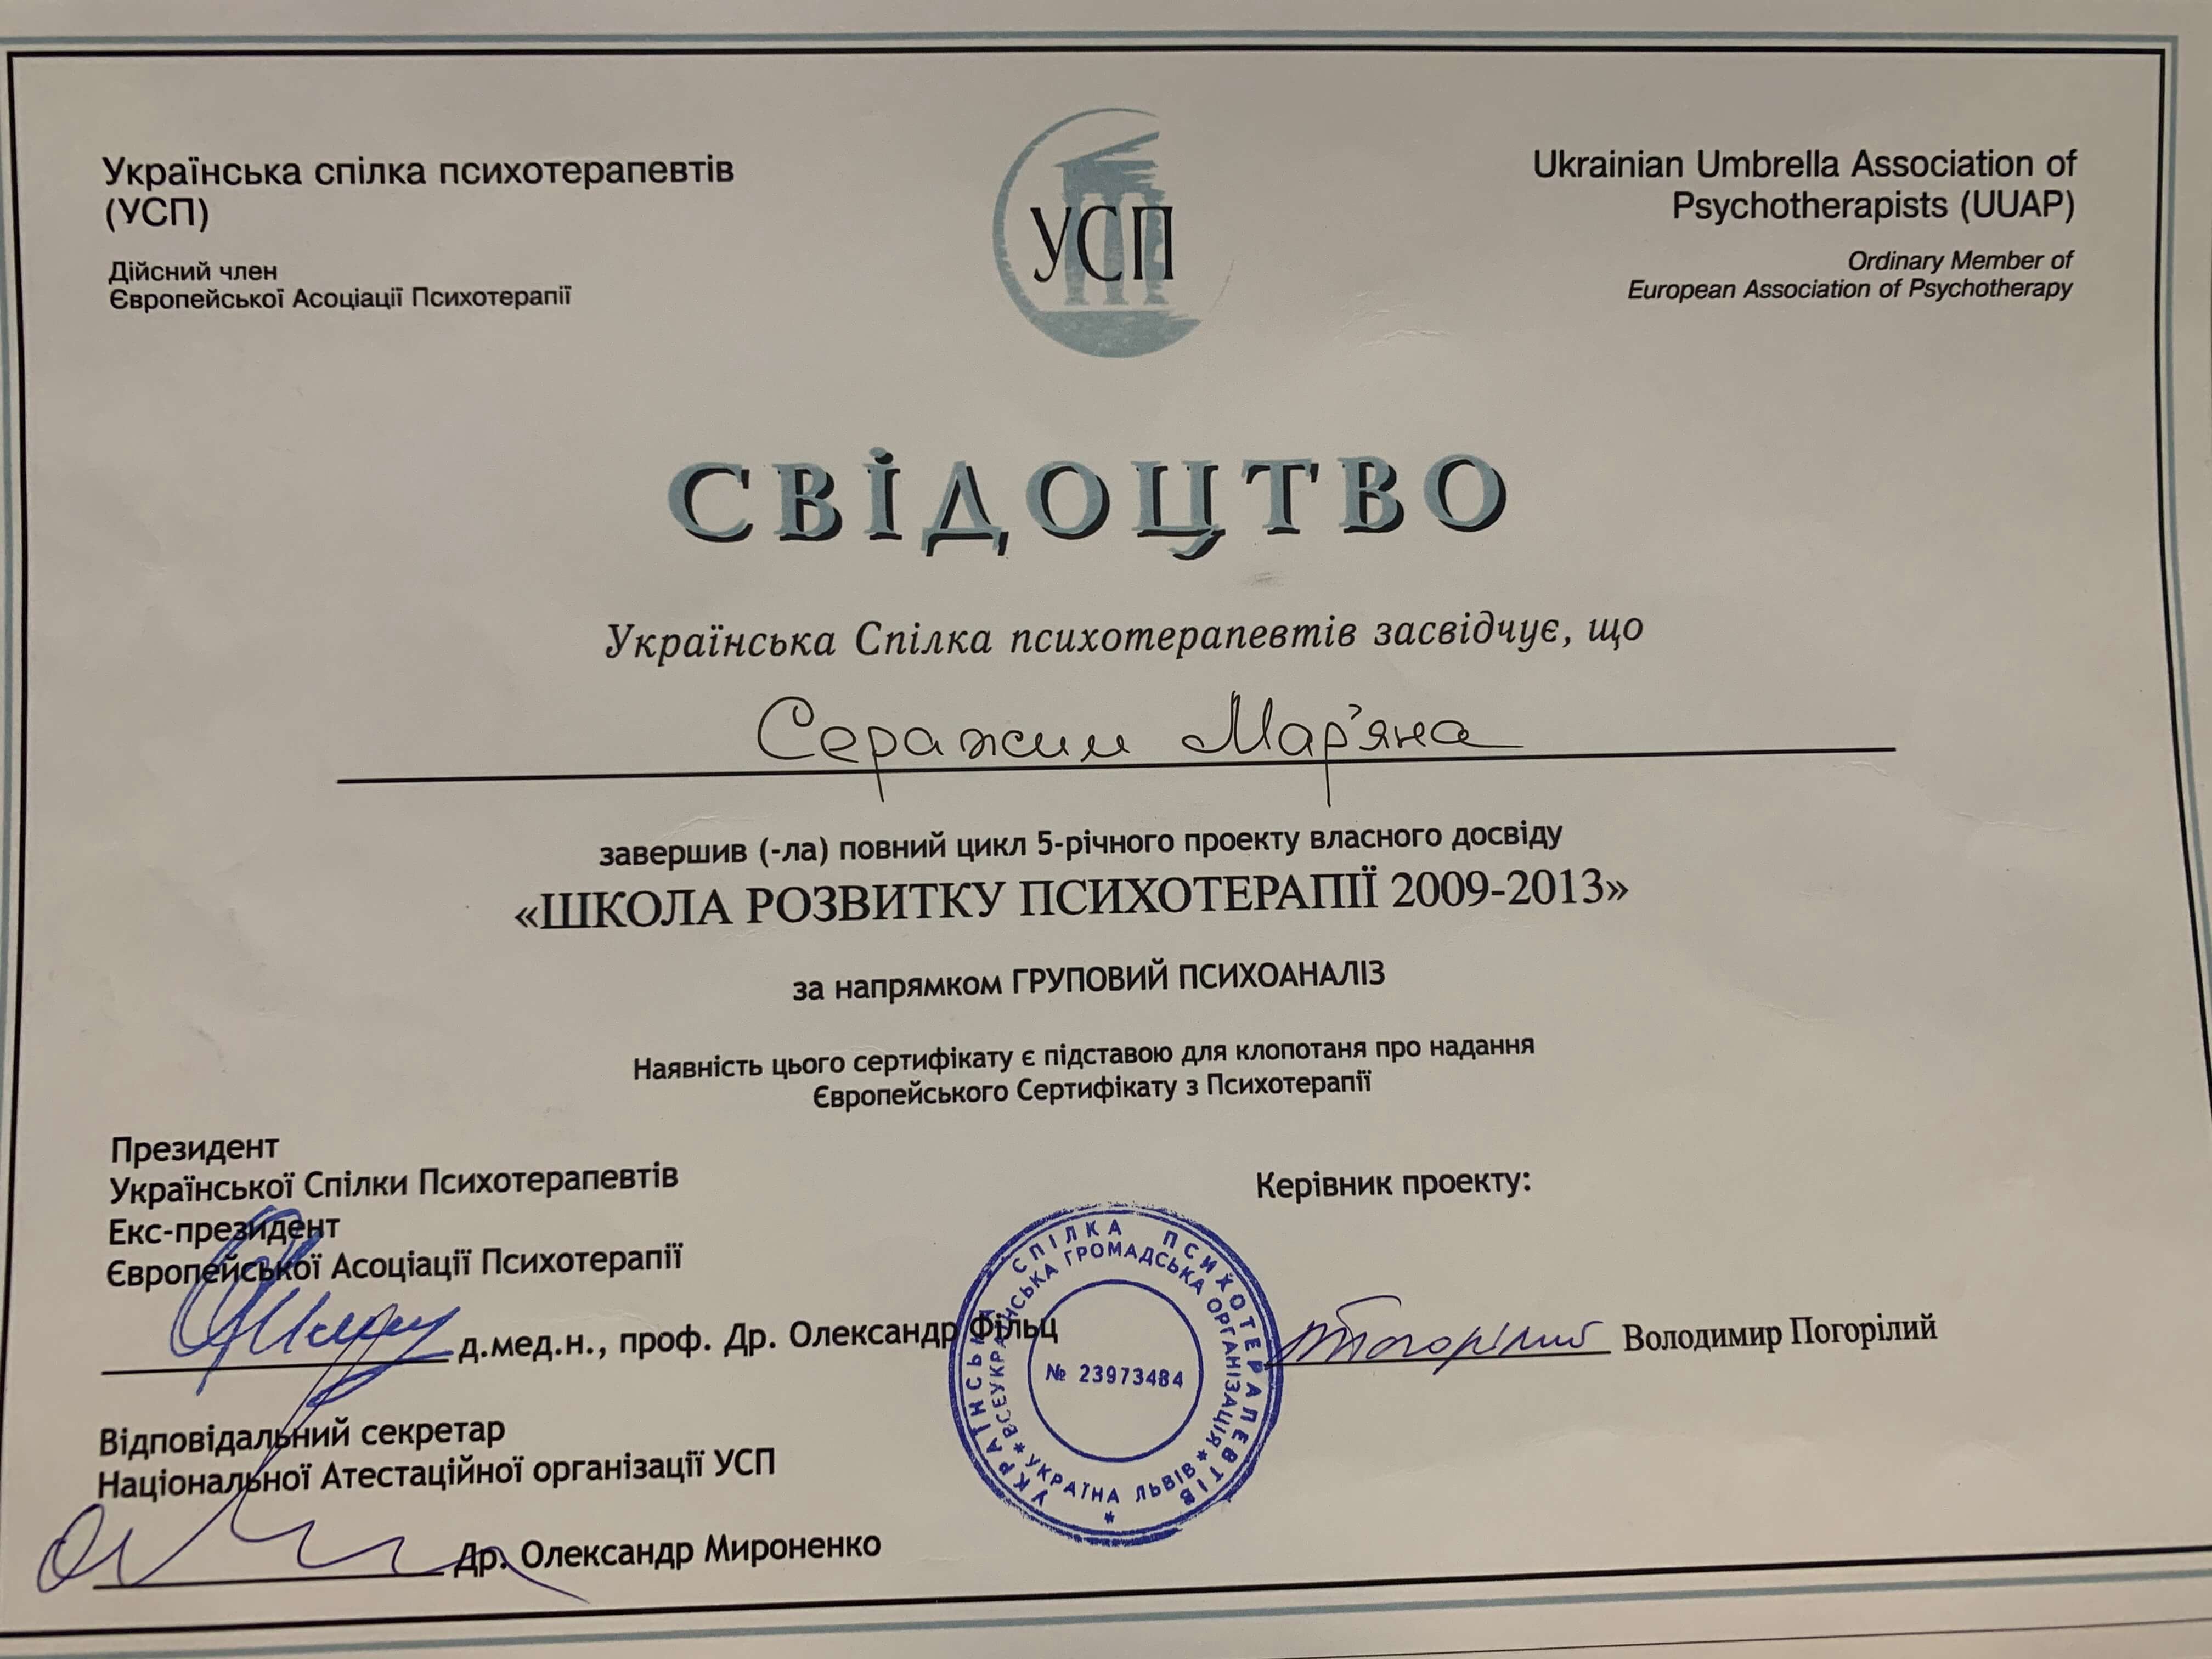 Українська спілка психотерапевтів
(УСП)
Дійсний член
Європейської Асоціації Психотерапії
УСП
Ukrainian Umbrella Association of
Psychotherapists (UUAP)
Ordinary Member of
European Association of Psychotherapy
СВІДОЦТВО
Українська Спілка психотерапевтів засвідчує, що
Серажим Мар'яна
завершив (-ла) повний цикл 5-річного проекту власного досвіду
«ШКОЛА РОЗВИТКУ ПСИХОТЕРАПІЇ 2009-2013»
за напрямком ГРУПОВИЙ ПСИХОАНАЛІЗ
Наявність цього сертифікату є підставою для клопотаня про надання
Європейського Сертифікату з Психотерапії
Президент
Української Спілки Психотерапевтів
Екс-президент
Європейської Асоціації Психотерапії
д.мед.н., проф. Др. Олександр Фільц
Відповідальний секретар
Національної Атестаційної організації УСП
Др. Олександр Мироненко
Керівник проекту:
Погорілий Володимир Погорілий
УКРАЇНСЬКА СПІЛКА ПСИХОТЕРАПЕВТІВ *
* ВСЕУКРАЇНСЬКА ГРОМАДСЬКА ОРГАНІЗАЦІЯ *
УКРАЇНА ЛЬВІВ
№ 23973484